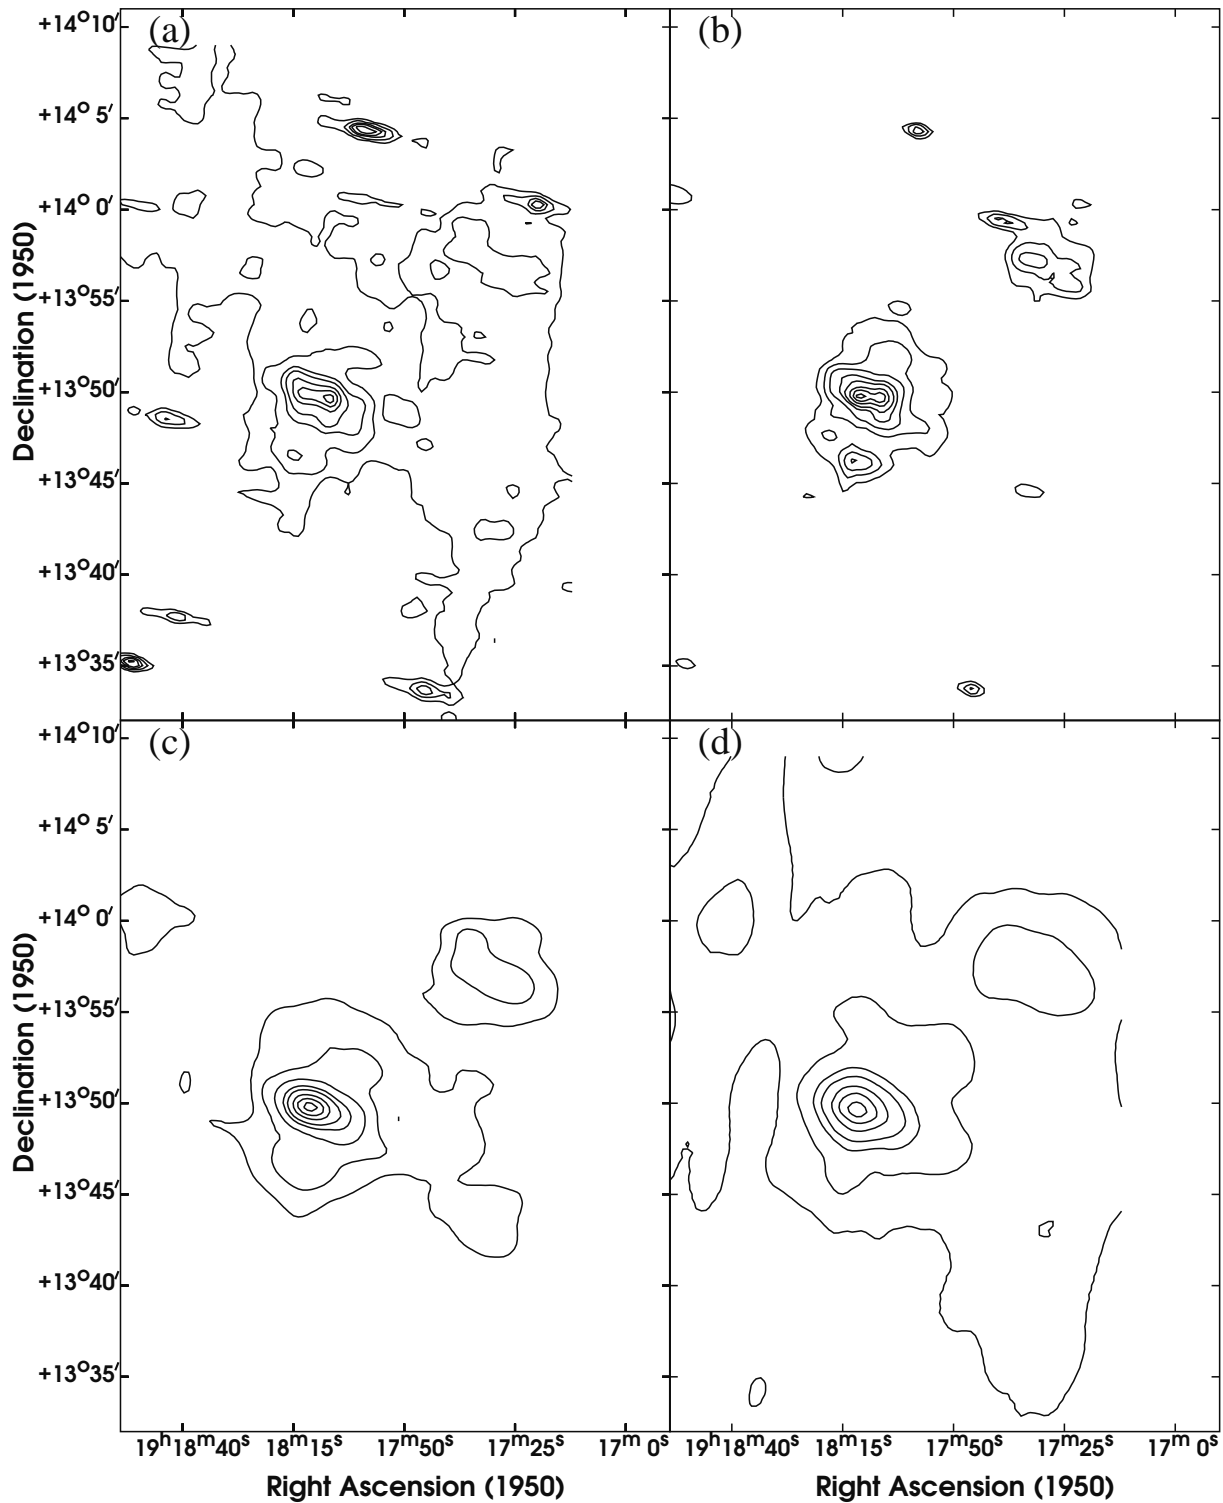 (a)
(b)
+14° 10′
+14° 5′
+14° 0′
+13° 55′
+13° 50′
+13° 45′
+13° 40′
+13° 35′
Declination (1950)
(c)
(d)
+14° 10′
+14° 5′
+14° 0′
+13° 55′
+13° 50′
+13° 45′
+13° 40′
+13° 35′
Declination (1950)
19h18m40s 18m15s 17m50s 17m25s 17m 0s
19h18m40s 18m15s 17m50s 17m25s 17m 0s
Right Ascension (1950)
Right Ascension (1950)